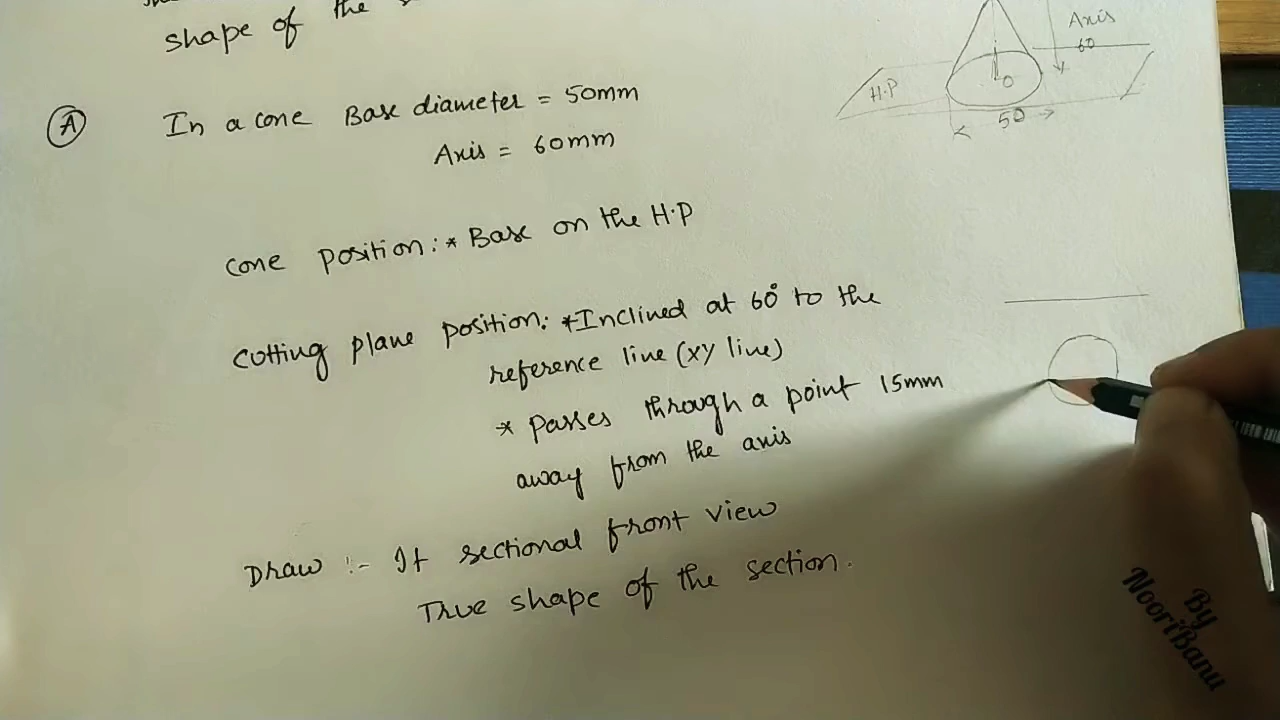 shape of the
Axis
60
H.P
O
50
A In a cone Base diameter = 50mm
Axis = 60mm
Cone position: * Base on the H.P
Cutting plane position: * Inclined at 60° to the
reference line (xy line)
* Passes through a point 15mm
away from the axis
Draw :- It sectional front view
True shape of the section.
By
NooriBanu